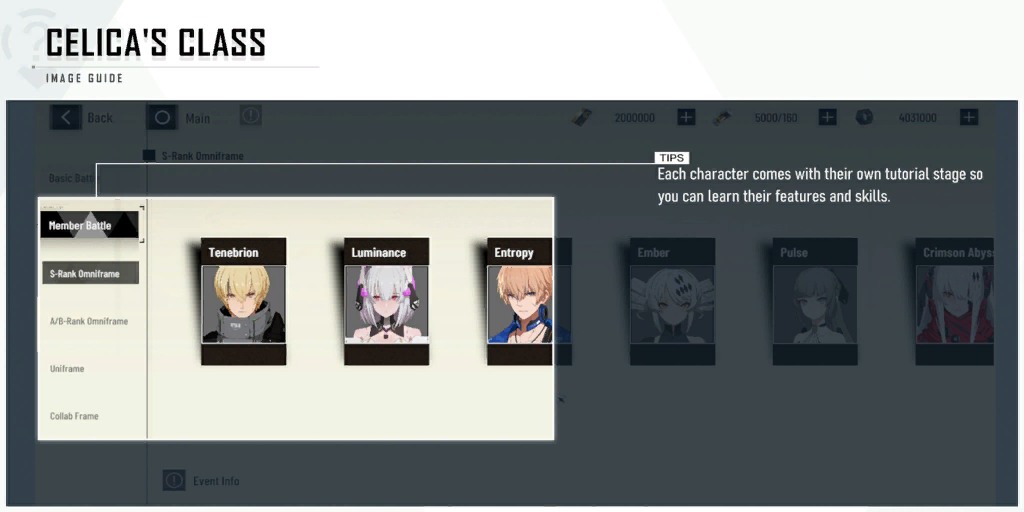 CELICA'S CLASS
IMAGE GUIDE
Back
Main
2000000
5000/160
4031000
S-Rank Omniframe
TIPS
Each character comes with their own tutorial stage so
you can learn their features and skills.
Basic Battle
Member Battle
S-Rank Omniframe
A/B-Rank Omniframe
Uniframe
Collab Frame
Tenebrion
Luminance
Entropy
Ember
Pulse
Crimson Abys
Event Info